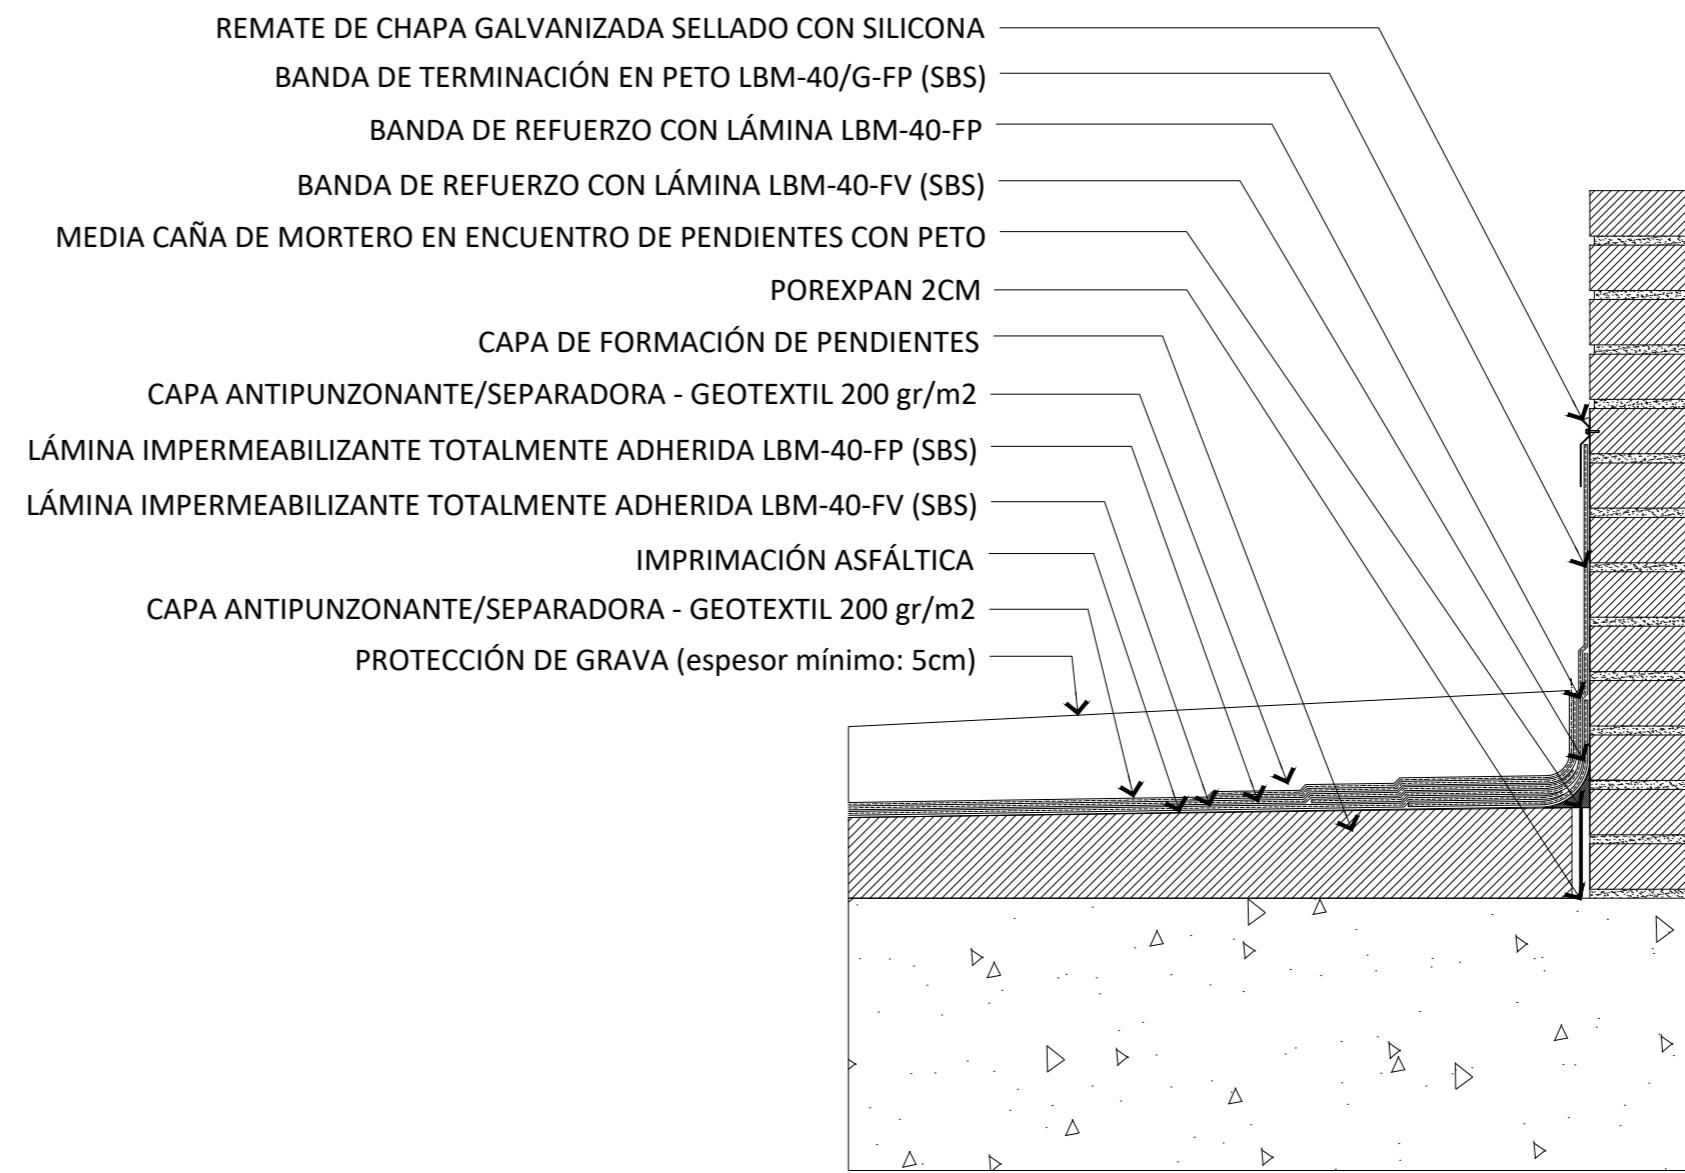 REMATE DE CHAPA GALVANIZADA SELLADO CON SILICONA
BANDA DE TERMINACIÓN EN PETO LBM-40/G-FP (SBS)
BANDA DE REFUERZO CON LÁMINA LBM-40-FP
BANDA DE REFUERZO CON LÁMINA LBM-40-FV (SBS)
MEDIA CAÑA DE MORTERO EN ENCUENTRO DE PENDIENTES CON PETO
POREXPAN 2CM
CAPA DE FORMACIÓN DE PENDIENTES
CAPA ANTIPUNZONANTE/SEPARADORA - GEOTEXTIL 200 gr/m2
LÁMINA IMPERMEABILIZANTE TOTALMENTE ADHERIDA LBM-40-FP (SBS)
LÁMINA IMPERMEABILIZANTE TOTALMENTE ADHERIDA LBM-40-FV (SBS)
IMPRIMACIÓN ASFÁLTICA
CAPA ANTIPUNZONANTE/SEPARADORA - GEOTEXTIL 200 gr/m2
PROTECCIÓN DE GRAVA (espesor mínimo: 5cm)